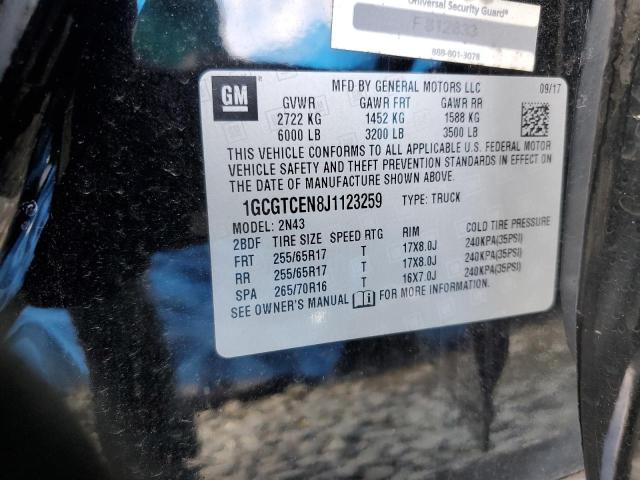 Universal Security Guard®
F 812833
888-801-3078
GM
MFD BY GENERAL MOTORS LLC 09/17
GVWR GAWR FRT GAWR RR
2722 KG 1452 KG 1588 KG
6000 LB 3200 LB 3500 LB
THIS VEHICLE CONFORMS TO ALL APPLICABLE U.S. FEDERAL MOTOR
VEHICLE SAFETY AND THEFT PREVENTION STANDARDS IN EFFECT ON
THE DATE OF MANUFACTURE SHOWN ABOVE.
1GCGTCEN8J1123259 TYPE: TRUCK
MODEL: 2N43
2BDF TIRE SIZE SPEED RTG RIM COLD TIRE PRESSURE
FRT 255/65R17 T 17X8.0J 240KPA(35PSI)
RR 255/65R17 T 17X8.0J 240KPA(35PSI)
SPA 265/70R16 T 16X7.0J 240KPA(35PSI)
SEE OWNER'S MANUAL FOR MORE INFORMATION.